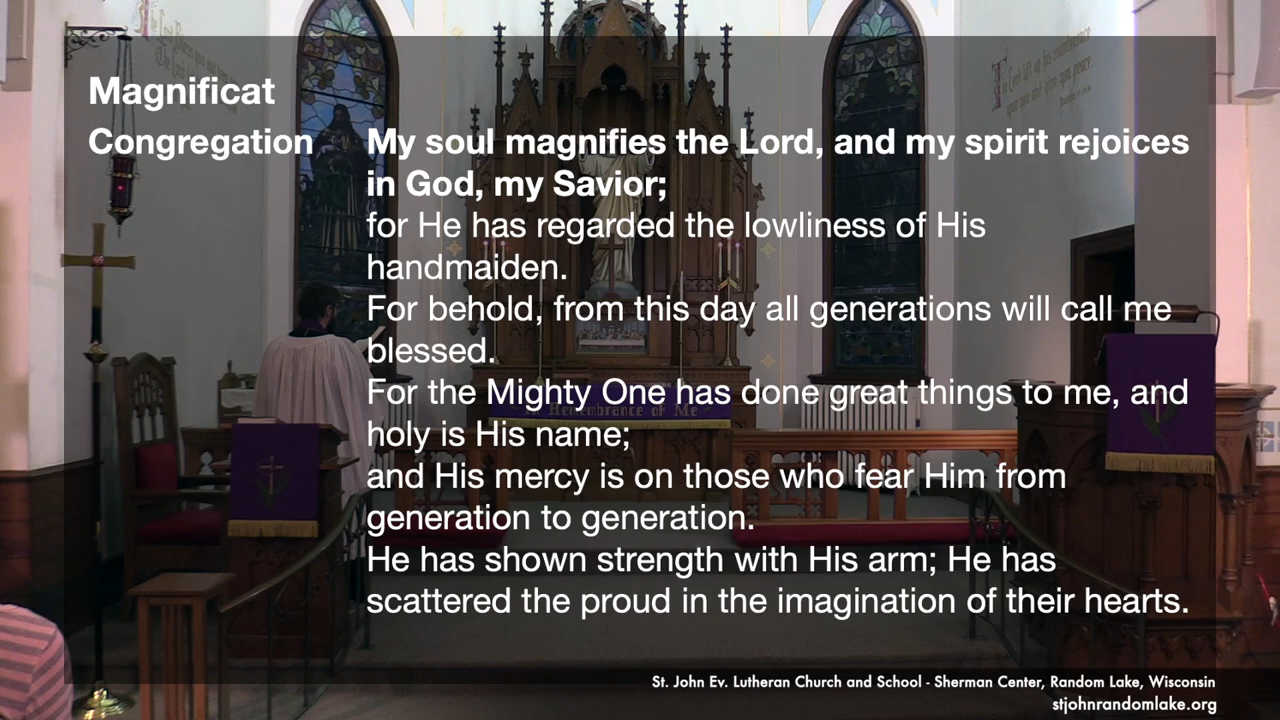 Magnificat
Congregation My soul magnifies the Lord, and my spirit rejoices
in God, my Savior;
for He has regarded the lowliness of His
handmaiden.
For behold, from this day all generations will call me
blessed.
For the Mighty One has done great things to me, and
holy is His name;
and His mercy is on those who fear Him from
generation to generation.
He has shown strength with His arm; He has
scattered the proud in the imagination of their hearts.
In Remembrance of Me
St. John Ev. Lutheran Church and School - Sherman Center, Random Lake, Wisconsin
stjohnrandomlake.org